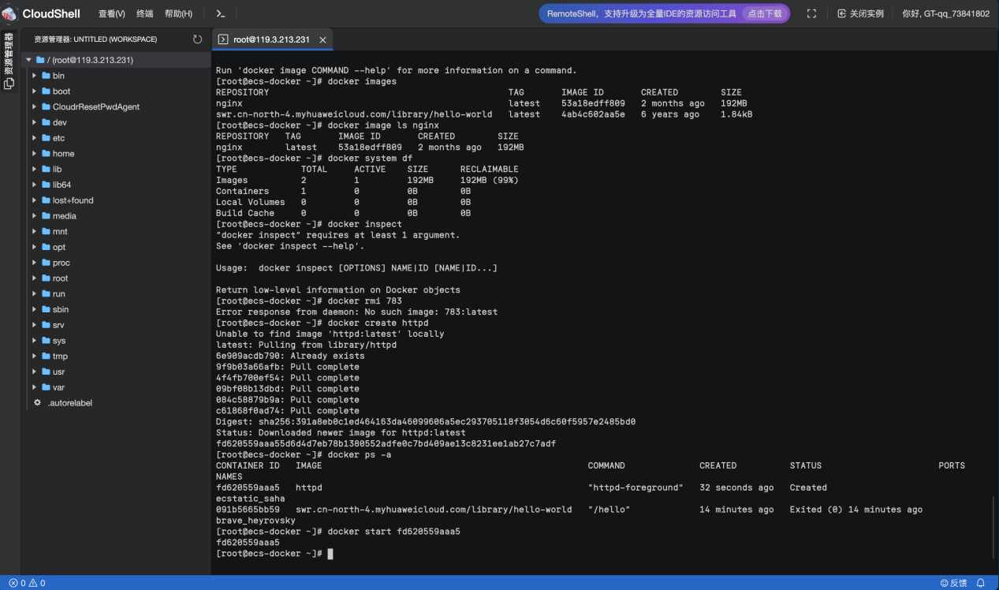 CloudShell 查看(V) 终端 帮助(H) RemoteShell，支持升级为全量IDE的资源访问工具 点击下载 关闭实例 你好, GT-qq_73841802
资源管理器
资源管理器: UNTITLED (WORKSPACE)
root@119.3.213.231
/ (root@119.3.213.231)
bin
boot
CloudrResetPwdAgent
dev
etc
home
lib
lib64
lost+found
media
mnt
opt
proc
root
run
sbin
srv
sys
tmp
usr
var
.autorelabel
Run 'docker image COMMAND --help' for more information on a command.
[root@ecs-docker ~]# docker images
REPOSITORY TAG IMAGE ID CREATED SIZE
nginx latest 53a18edff809 2 months ago 192MB
swr.cn-north-4.myhuaweicloud.com/library/hello-world latest 4ab4c602aa5e 6 years ago 1.84kB
[root@ecs-docker ~]# docker image ls nginx
REPOSITORY TAG IMAGE ID CREATED SIZE
nginx latest 53a18edff809 2 months ago 192MB
[root@ecs-docker ~]# docker system df
TYPE TOTAL ACTIVE SIZE RECLAIMABLE
Images 2 1 192MB 192MB (99%)
Containers 1 0 0B 0B
Local Volumes 0 0 0B 0B
Build Cache 0 0 0B 0B
[root@ecs-docker ~]# docker inspect
"docker inspect" requires at least 1 argument.
See 'docker inspect --help'.
Usage: docker inspect [OPTIONS] NAME|ID [NAME|ID...]
Return low-level information on Docker objects
[root@ecs-docker ~]# docker rmi 783
Error response from daemon: No such image: 783:latest
[root@ecs-docker ~]# docker create httpd
Unable to find image 'httpd:latest' locally
latest: Pulling from library/httpd
6e909acdb790: Already exists
9f9b03a66afb: Pull complete
4f4fb700ef54: Pull complete
09bf08b13dbd: Pull complete
084c58879b9a: Pull complete
c61868f0ad74: Pull complete
Digest: sha256:391a8eb0c1ed464163da46099606a5ec293705118f3054d6c60f5957e2485bd0
Status: Downloaded newer image for httpd:latest
fd620559aaa55d6d4d7eb78b1380552adfe0c7bd409ae13c8231ee1ab27c7adf
[root@ecs-docker ~]# docker ps -a
CONTAINER ID IMAGE COMMAND CREATED STATUS PORTS
NAMES
fd620559aaa5 httpd "httpd-foreground" 32 seconds ago Created
ecstatic_saha
091b5665bb59 swr.cn-north-4.myhuaweicloud.com/library/hello-world "/hello" 14 minutes ago Exited (0) 14 minutes ago
brave_heyrovsky
[root@ecs-docker ~]# docker start fd620559aaa5
fd620559aaa5
[root@ecs-docker ~]#
0 0 反馈